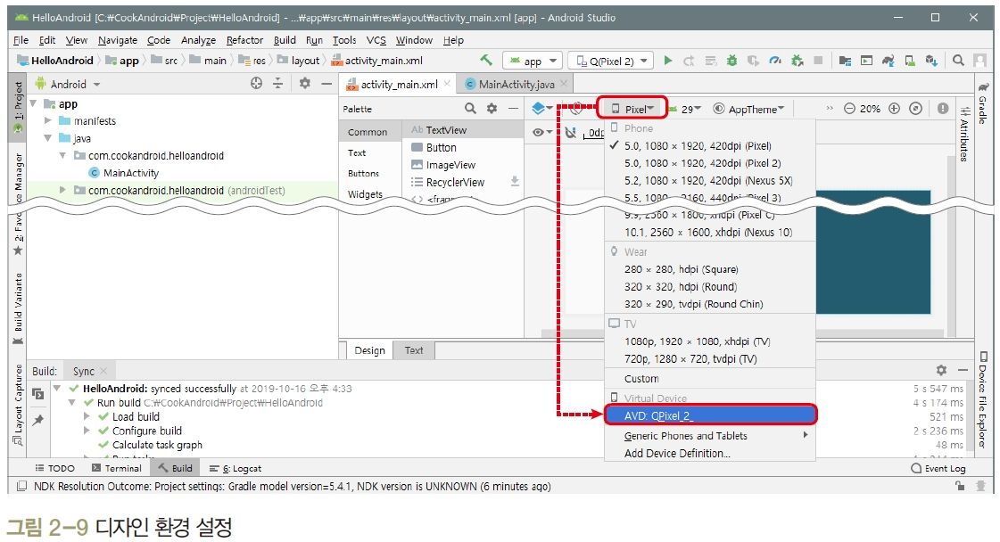 HelloAndroid [C:₩CookAndroid₩Project₩HelloAndroid] - ...₩app₩src₩main₩res₩layout₩activity_main.xml [app] - Android Studio
File Edit View Navigate Code Analyze Refactor Build Run Tools VCS Window Help
HelloAndroid app src main res layout activity_main.xml app Q(Pixel 2)
1: Project
Android
app
manifests
java
com.cookandroid.helloandroid
MainActivity
com.cookandroid.helloandroid (androidTest)
activity_main.xml MainActivity.java
Palette
Common
Text
Buttons
Widgets
Ab TextView
Button
ImageView
RecyclerView
Pixel 29 AppTheme 20%
Phone
5.0, 1080 × 1920, 420dpi (Pixel)
5.0, 1080 × 1920, 420dpi (Pixel 2)
5.2, 1080 × 1920, 420dpi (Nexus 5X)
5.5, 1080 × 2160, 440dpi (Pixel 3)
9.9, 2560 × 1800, xhdpi (Pixel C)
10.1, 2560 × 1600, xhdpi (Nexus 10)
Wear
280 × 280, hdpi (Square)
320 × 320, hdpi (Round)
320 × 290, tvdpi (Round Chin)
TV
1080p, 1920 × 1080, xhdpi (TV)
720p, 1280 × 720, tvdpi (TV)
Custom
Virtual Device
AVD: QPixel_2_
Generic Phones and Tablets
Add Device Definition...
Gradle
Attributes
Device File Explorer
Build Variants
Layout Captures
Design Text
Build: Sync
HelloAndroid: synced successfully at 2019-10-16 오후 4:33 5 s 547 ms
Run build C:₩CookAndroid₩Project₩HelloAndroid 4 s 174 ms
Load build 521 ms
Configure build 2 s 236 ms
Calculate task graph 48 ms
TODO Terminal Build 6: Logcat Event Log
NDK Resolution Outcome: Project settings: Gradle model version=5.4.1, NDK version is UNKNOWN (6 minutes ago)
그림 2-9 디자인 환경 설정